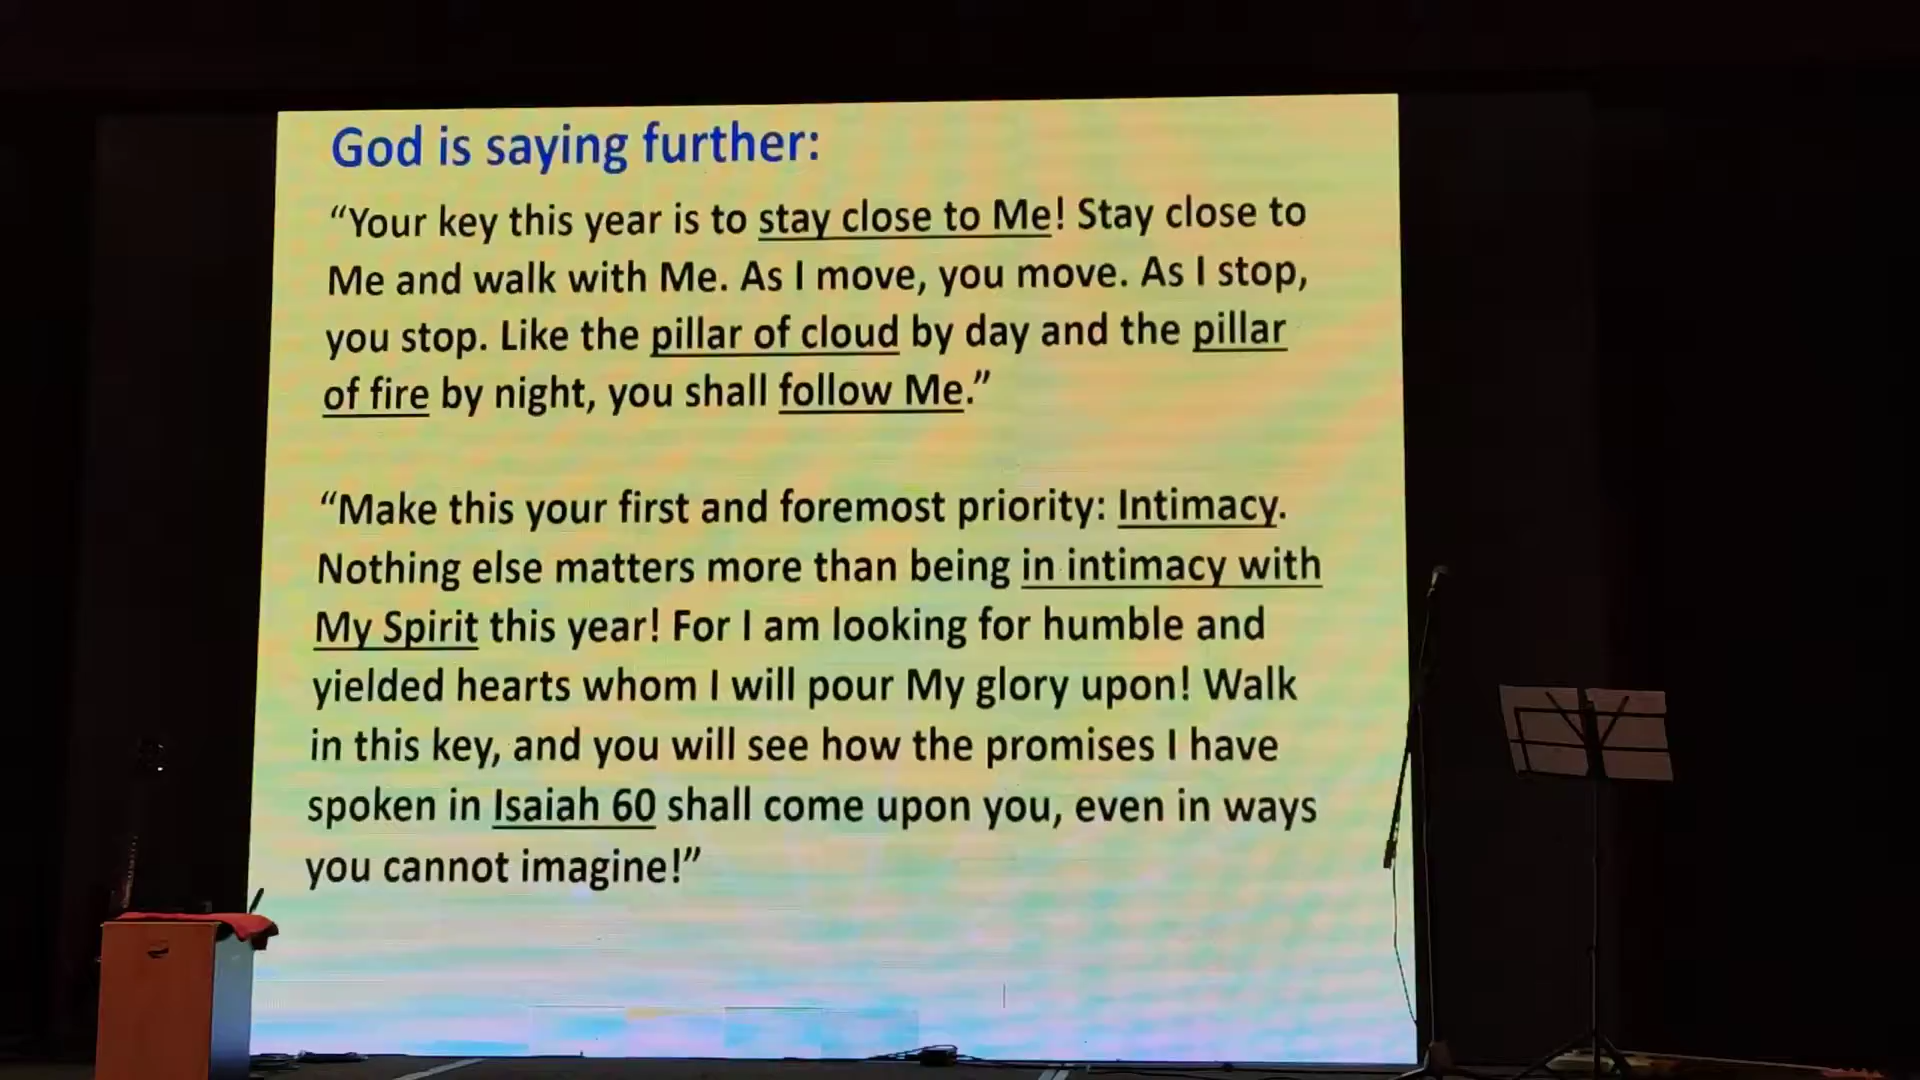 God is saying further:
“Your key this year is to stay close to Me! Stay close to
Me and walk with Me. As I move, you move. As I stop,
you stop. Like the pillar of cloud by day and the pillar
of fire by night, you shall follow Me.”
“Make this your first and foremost priority: Intimacy.
Nothing else matters more than being in intimacy with
My Spirit this year! For I am looking for humble and
yielded hearts whom I will pour My glory upon! Walk
in this key, and you will see how the promises I have
spoken in Isaiah 60 shall come upon you, even in ways
you cannot imagine!”